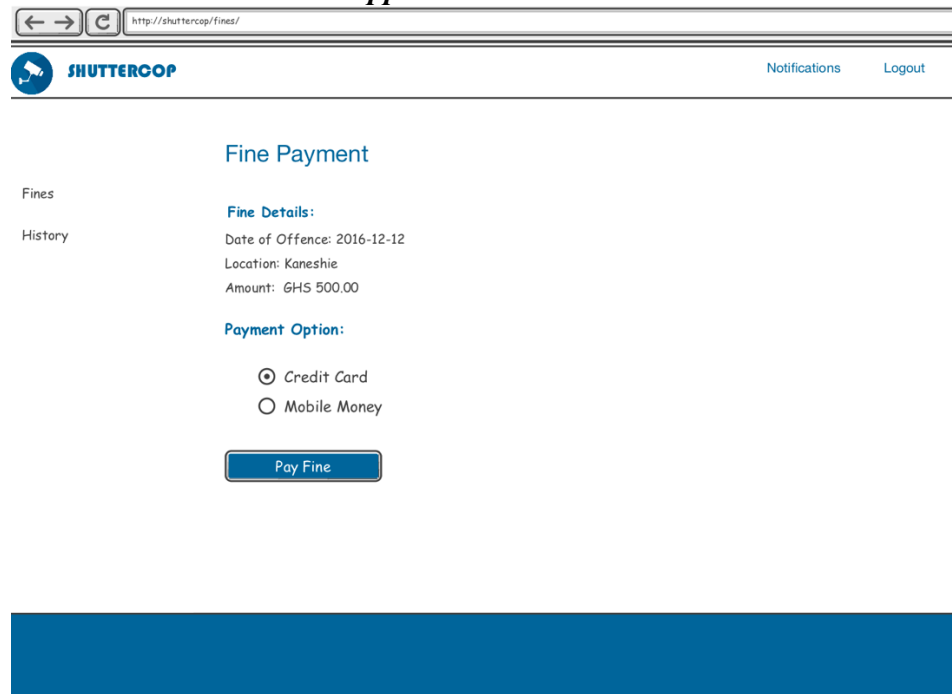 http://shuttercop/fines/
SHUTTERCOP
Notifications Logout
Fine Payment
Fines
History
Fine Details:
Date of Offence: 2016-12-12
Location: Kaneshie
Amount: GHS 500.00
Payment Option:
Credit Card
Mobile Money
Pay Fine